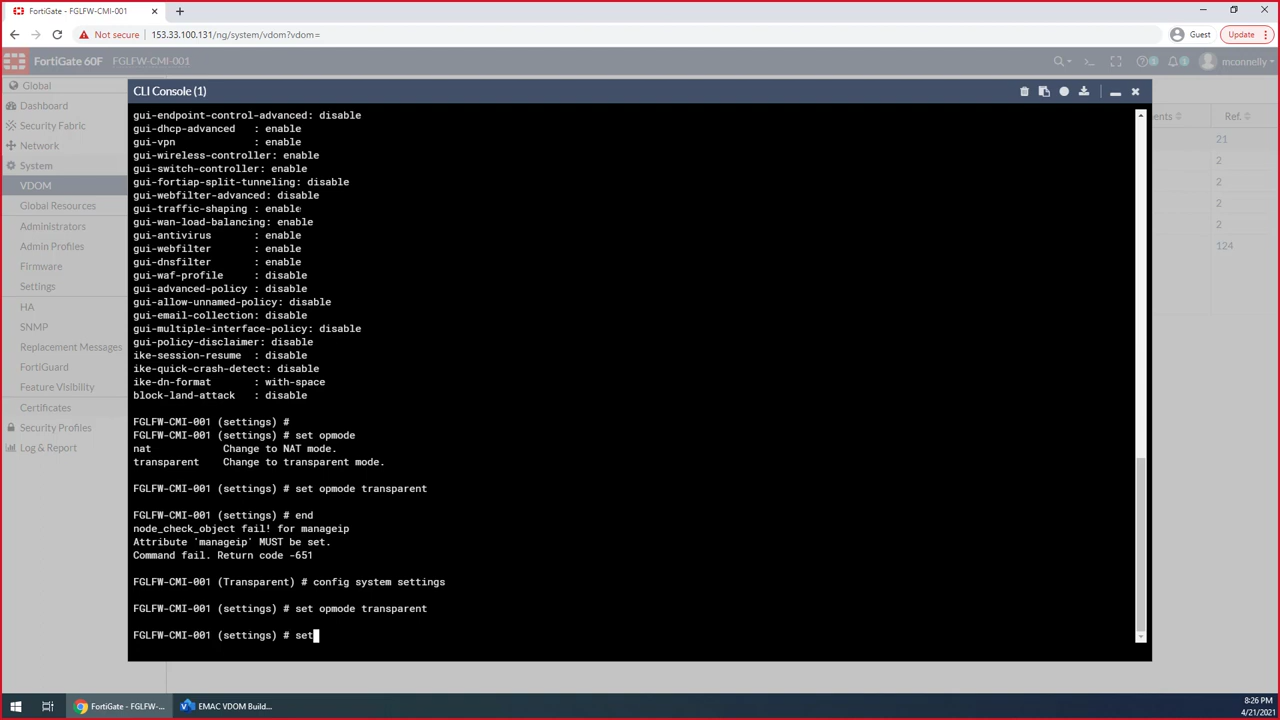 FortiGate - FGLFW-CMI-001
Not secure
153.33.100.131/ng/system/vdom?vdom=
Guest
Update
FortiGate 60F
FGLFW-CMI-001
mconnelly
Global
Dashboard
Security Fabric
Network
System
VDOM
Global Resources
Administrators
Admin Profiles
Firmware
Settings
HA
SNMP
Replacement Messages
FortiGuard
Feature Visibility
Certificates
Security Profiles
Log & Report
CLI Console (1)
gui-endpoint-control-advanced: disable
gui-dhcp-advanced : enable
gui-vpn : enable
gui-wireless-controller: enable
gui-switch-controller: enable
gui-fortiap-split-tunneling: disable
gui-webfilter-advanced: disable
gui-traffic-shaping : enable
gui-wan-load-balancing: enable
gui-antivirus : enable
gui-webfilter : enable
gui-dnsfilter : enable
gui-waf-profile : disable
gui-advanced-policy : disable
gui-allow-unnamed-policy: disable
gui-email-collection: disable
gui-multiple-interface-policy: disable
gui-policy-disclaimer: disable
ike-session-resume : disable
ike-quick-crash-detect: disable
ike-dn-format : with-space
block-land-attack : disable
FGLFW-CMI-001 (settings) #
FGLFW-CMI-001 (settings) # set opmode
nat Change to NAT mode.
transparent Change to transparent mode.
FGLFW-CMI-001 (settings) # set opmode transparent
FGLFW-CMI-001 (settings) # end
node_check_object fail! for manageip
Attribute 'manageip' MUST be set.
Command fail. Return code -651
FGLFW-CMI-001 (Transparent) # config system settings
FGLFW-CMI-001 (settings) # set opmode transparent
FGLFW-CMI-001 (settings) # set
ents
Ref.
21
2
2
2
2
124
FortiGate - FGLFW-...
EMAC VDOM Build...
8:26 PM
4/21/2021